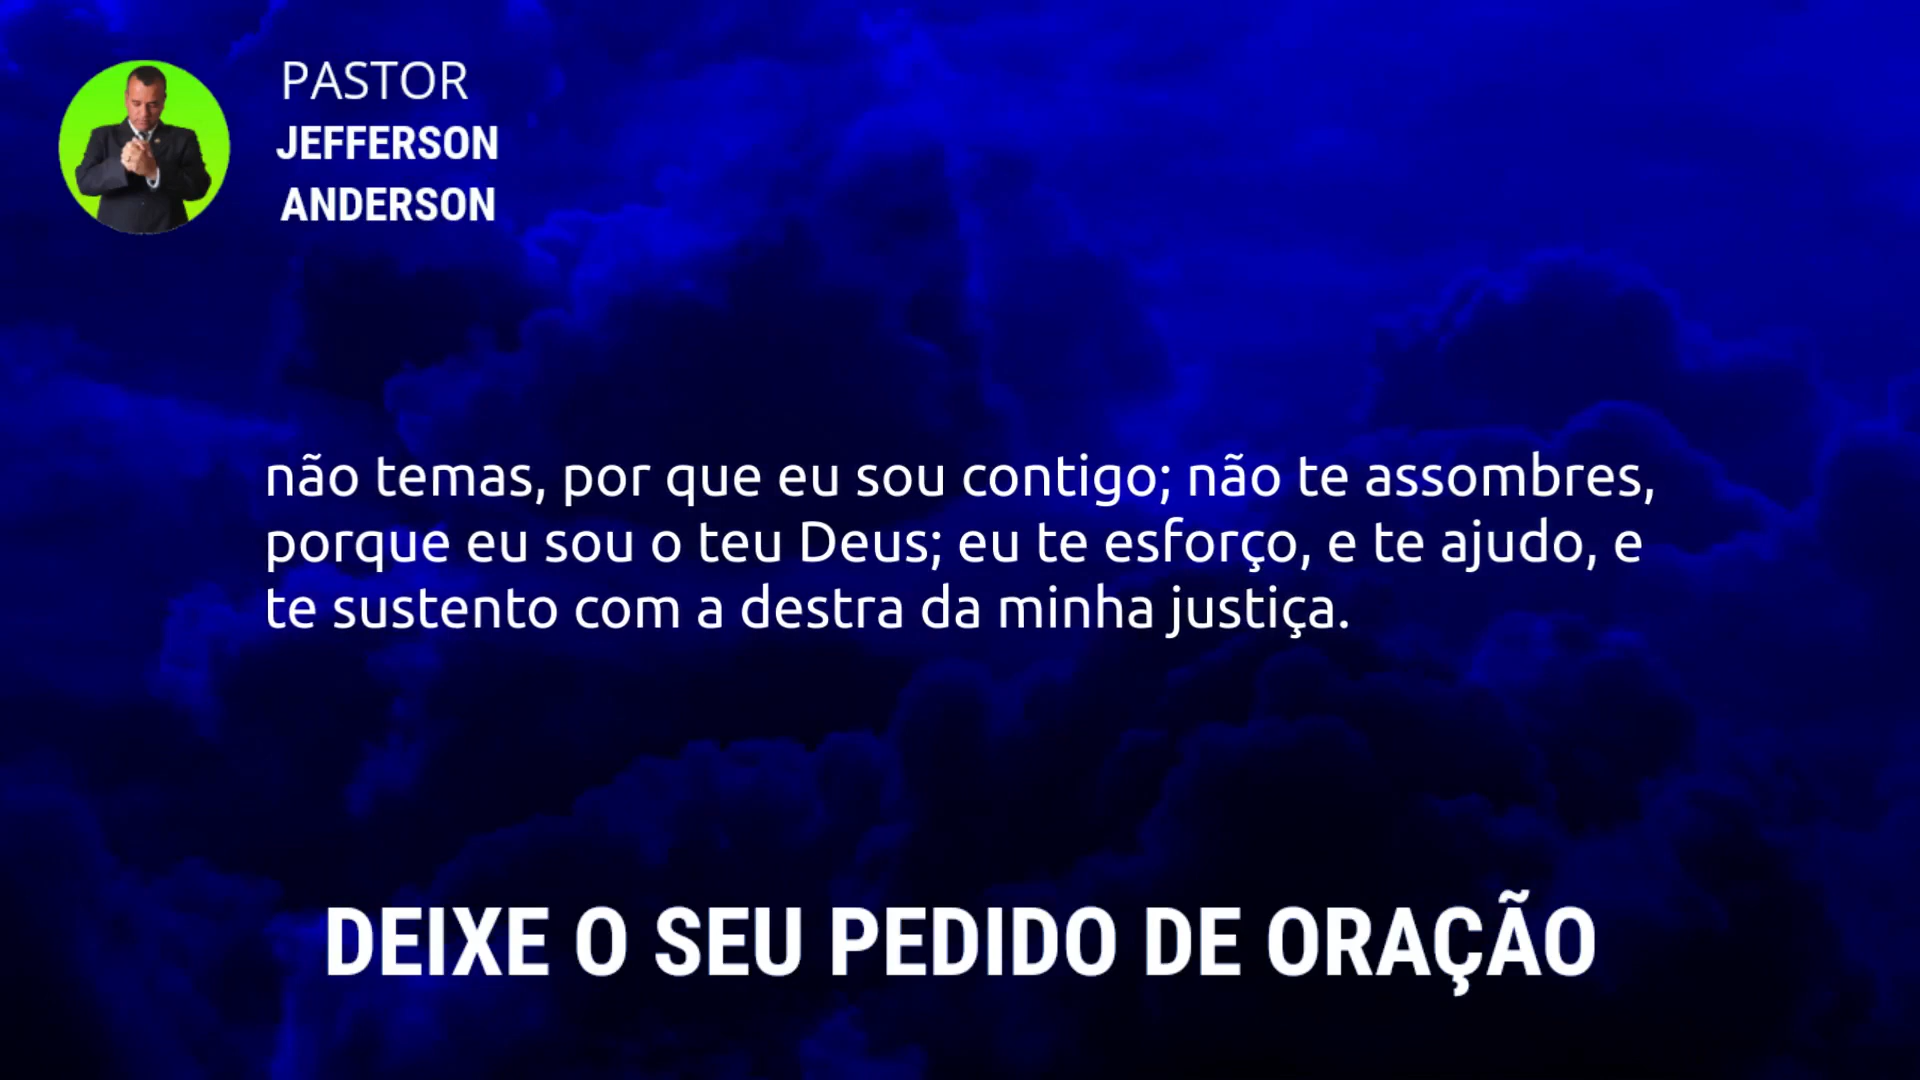 PASTOR
JEFFERSON
ANDERSON
não temas, por que eu sou contigo; não te assombres,
porque eu sou o teu Deus; eu te esforço, e te ajudo, e
te sustento com a destra da minha justiça.
DEIXE O SEU PEDIDO DE ORAÇÃO